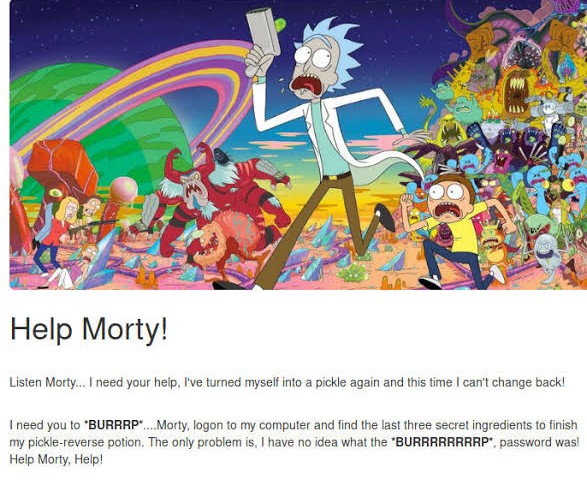 Help Morty!
Listen Morty... I need your help, I've turned myself into a pickle again and this time I can't change back!
I need you to *BURRRP*....Morty, logon to my computer and find the last three secret ingredients to finish
my pickle-reverse potion. The only problem is, I have no idea what the *BURRRRRRRRP*, password was!
Help Morty, Help!